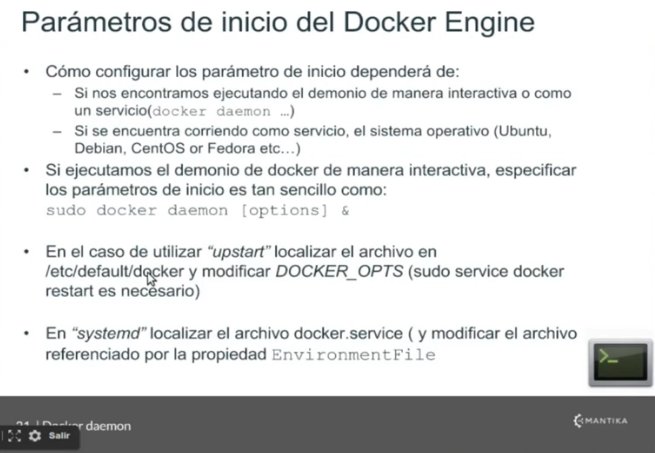 Parámetros de inicio del Docker Engine
• Cómo configurar los parámetro de inicio dependerá de:
– Si nos encontramos ejecutando el demonio de manera interactiva o como
un servicio(docker daemon …)
– Si se encuentra corriendo como servicio, el sistema operativo (Ubuntu,
Debian, CentOS or Fedora etc…)
• Si ejecutamos el demonio de docker de manera interactiva, especificar
los parámetros de inicio es tan sencillo como:
sudo docker daemon [options] &
• En el caso de utilizar “upstart” localizar el archivo en
/etc/default/docker y modificar DOCKER_OPTS (sudo service docker
restart es necesario)
• En “systemd” localizar el archivo docker.service ( y modificar el archivo
referenciado por la propiedad EnvironmentFile
>_
Docker daemon
MANTIKA
Salir